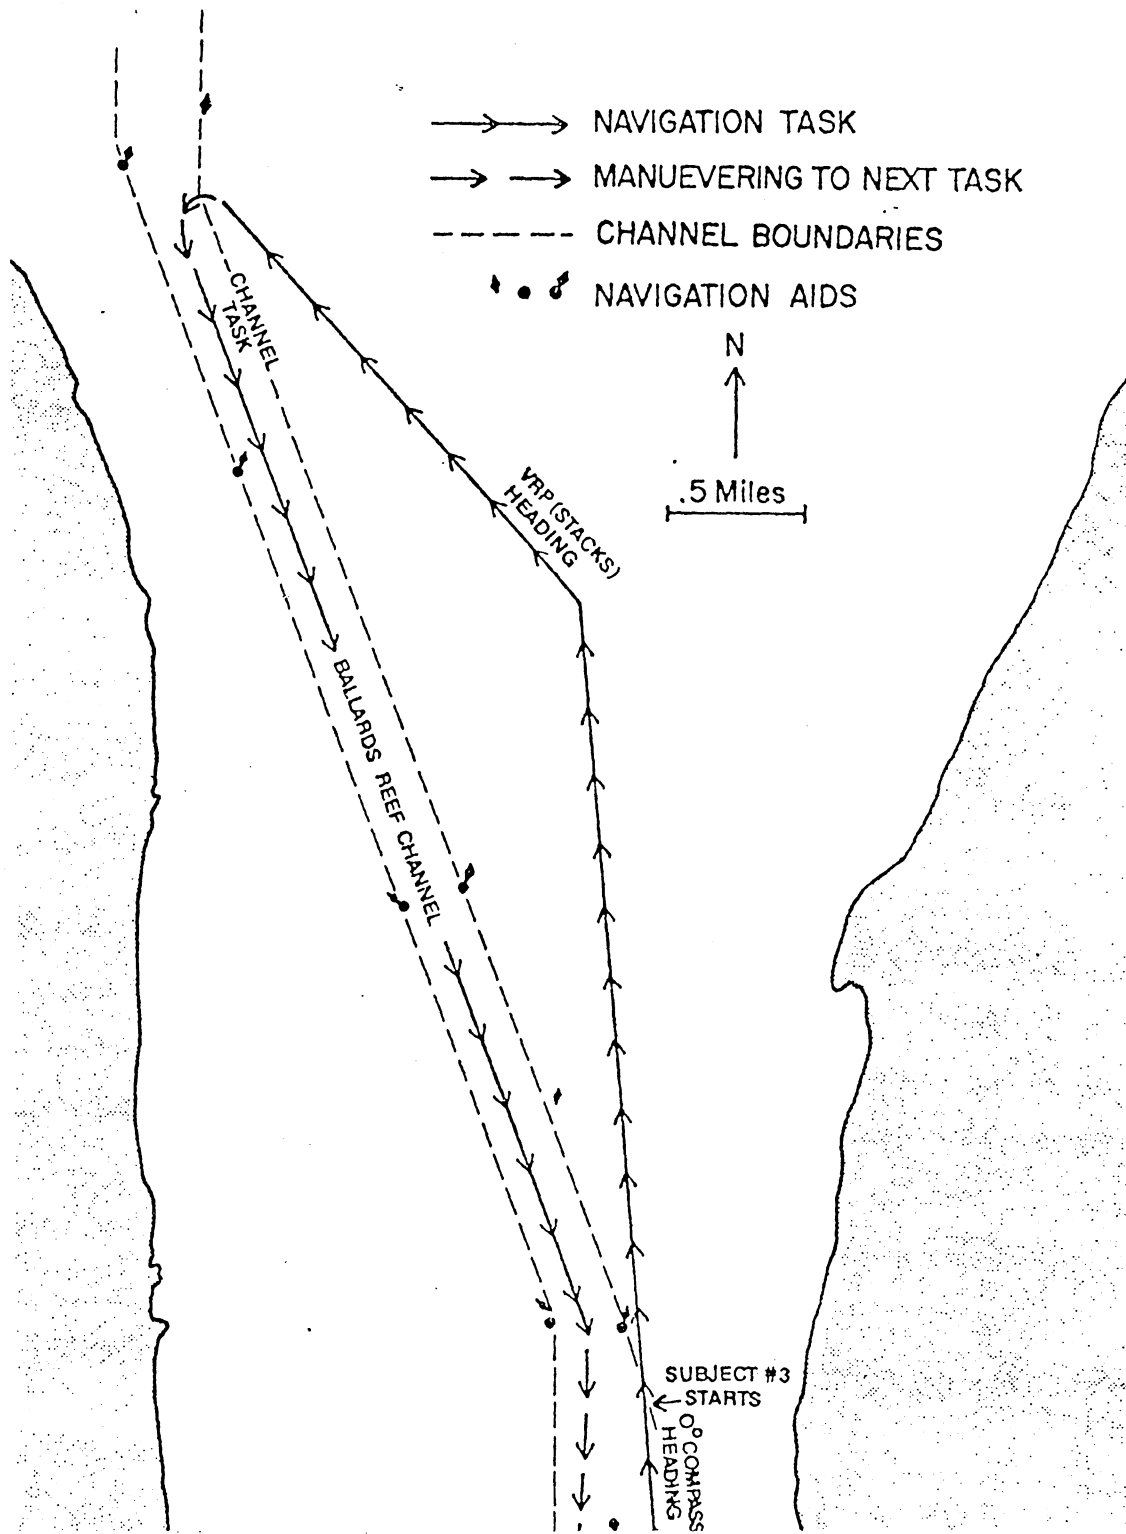 NAVIGATION TASK
MANUEVERING TO NEXT TASK
CHANNEL BOUNDARIES
NAVIGATION AIDS
N
.5 Miles
CHANNEL
TASK
VRP (STACKS)
HEADING
BALLARDS REEF CHANNEL
SUBJECT #3
STARTS
0° COMPASS
HEADING